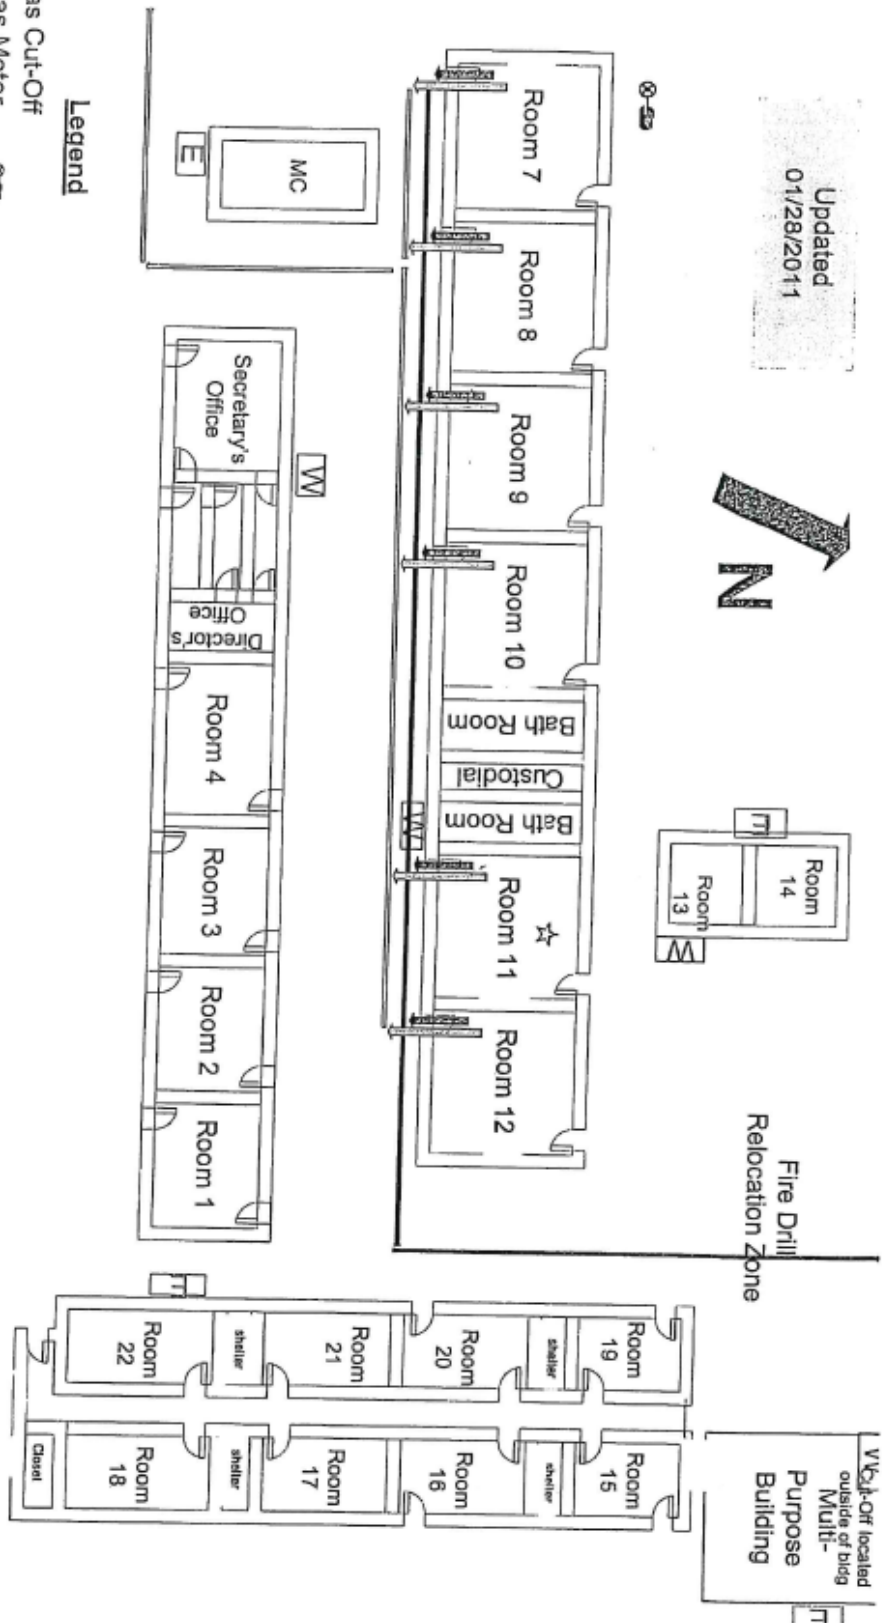 Updated
01/28/2011
N
Room 7
Room 8
Room 9
Room 10
Bath Room
Custodial
Bath Room
Room 11
Room 12
W
Room
14
Room
13
E
W
Fire Drill
Relocation Zone
MC
E
Legend
as Cut-Off
Secretary's
Office
W
Director's
Office
Room 4
Room 3
Room 2
Room 1
E
Room
19
shelter
Room
20
Room
21
shelter
Room
22
Room
15
shelter
Room
16
Room
17
shelter
Room
18
Closet
-Off located
outside of bldg
Multi-
Purpose
Building